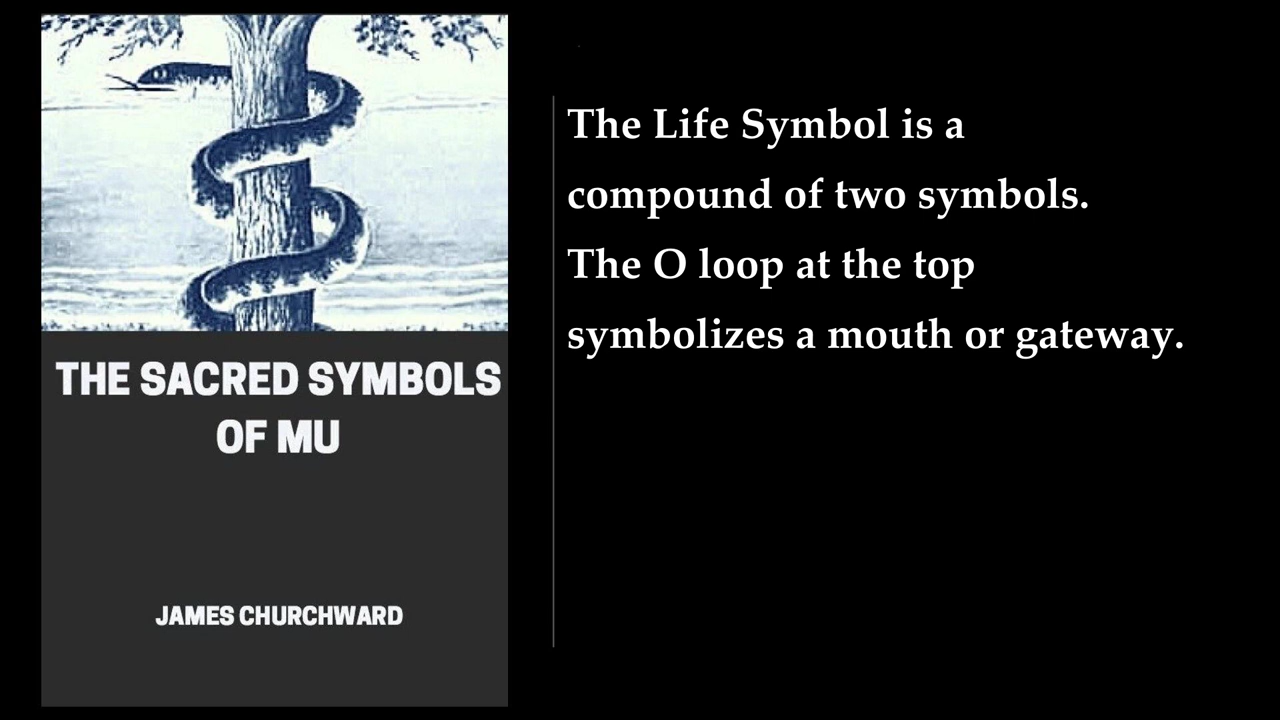 THE SACRED SYMBOLS
OF MU
JAMES CHURCHWARD
The Life Symbol is a
compound of two symbols.
The O loop at the top
symbolizes a mouth or gateway.